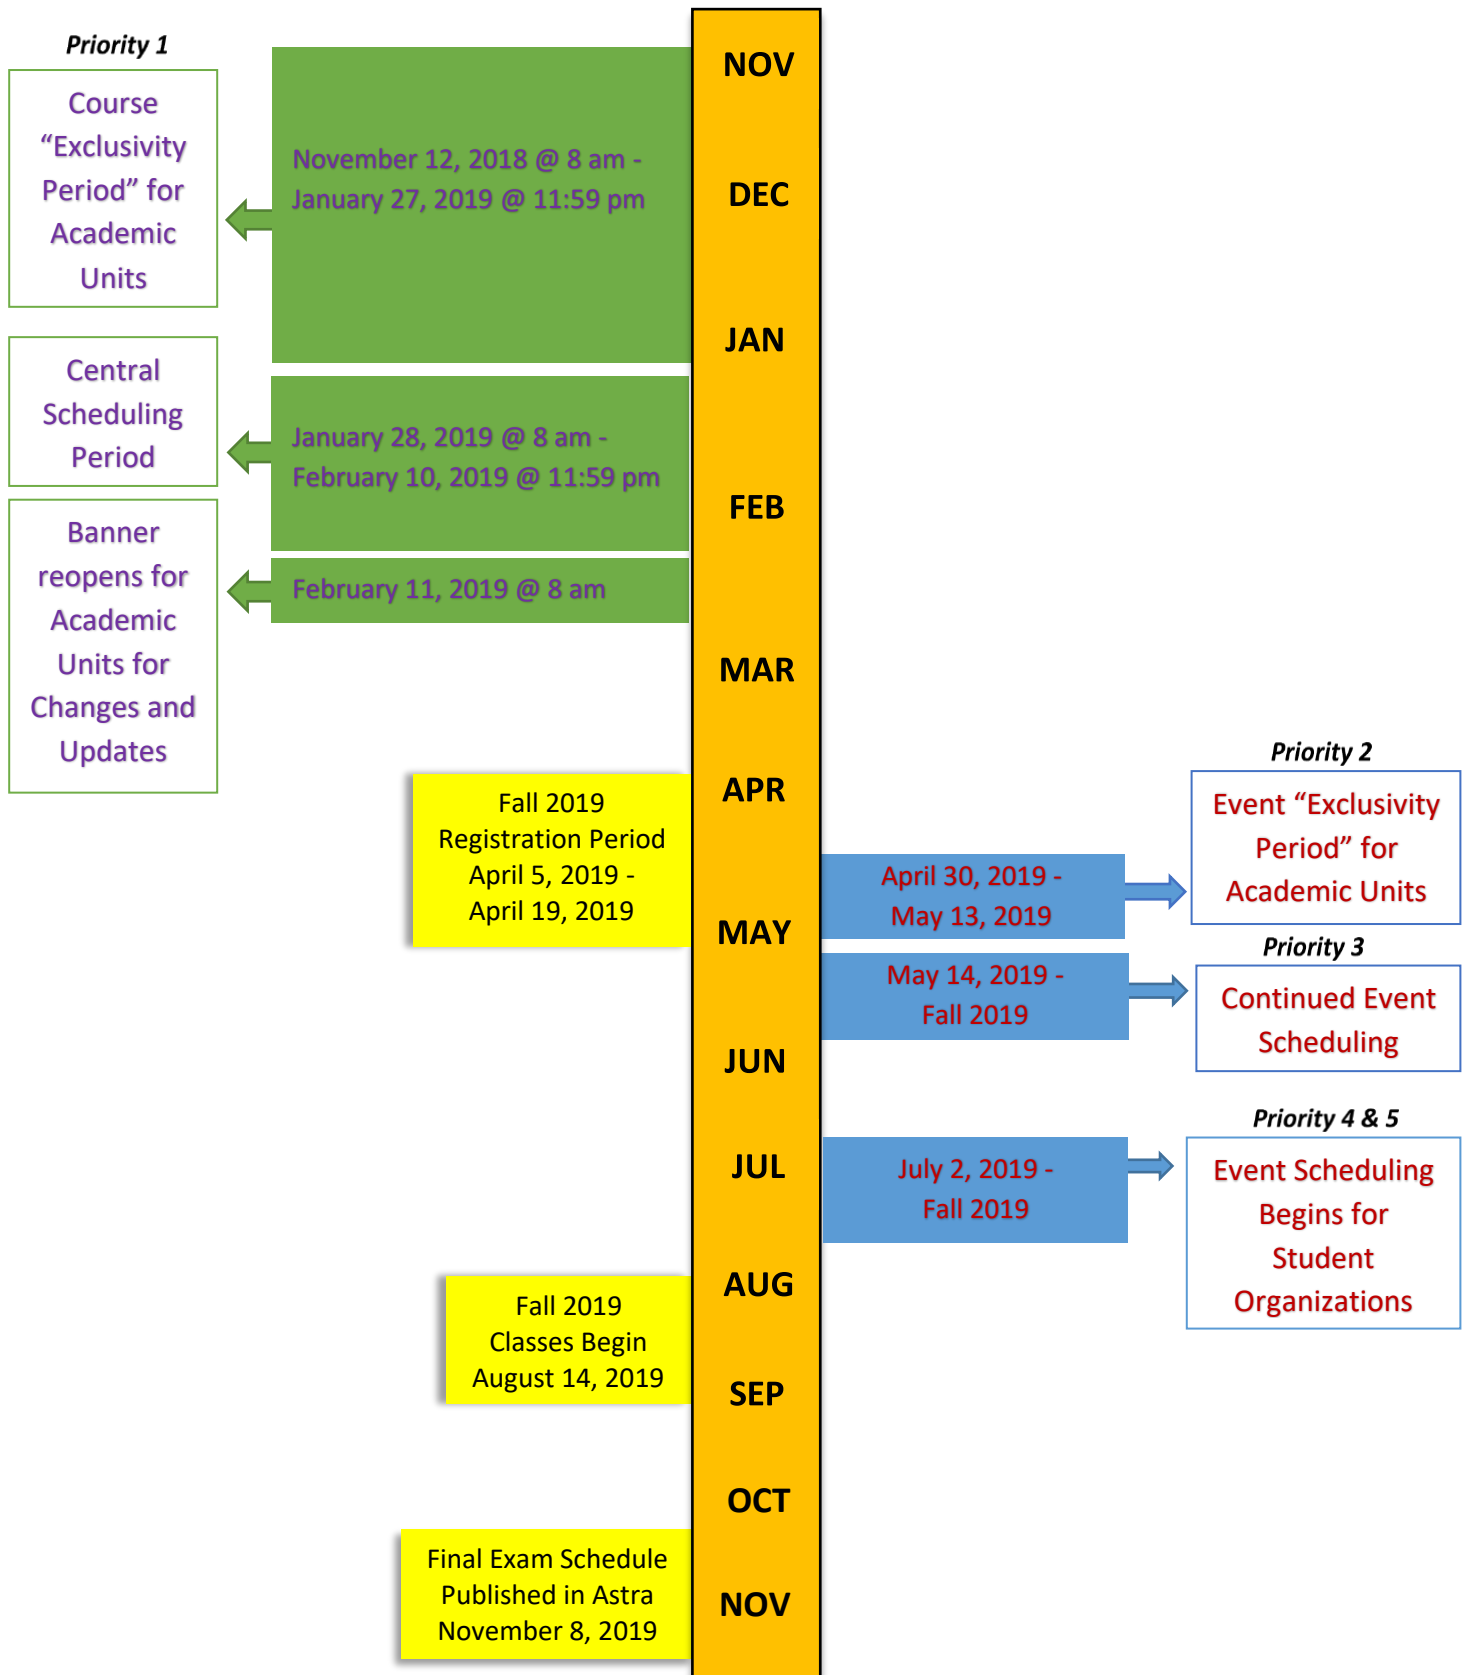 Priority 1
Course
“Exclusivity
Period” for
Academic
Units
November 12, 2018 @ 8 am -
January 27, 2019 @ 11:59 pm
Central
Scheduling
Period
January 28, 2019 @ 8 am -
February 10, 2019 @ 11:59 pm
Banner
reopens for
Academic
Units for
Changes and
Updates
February 11, 2019 @ 8 am
Fall 2019
Registration Period
April 5, 2019 -
April 19, 2019
Fall 2019
Classes Begin
August 14, 2019
Final Exam Schedule
Published in Astra
November 8, 2019
NOV
DEC
JAN
FEB
MAR
APR
MAY
JUN
JUL
AUG
SEP
OCT
NOV
April 30, 2019 -
May 13, 2019
Priority 2
Event “Exclusivity
Period” for
Academic Units
May 14, 2019 -
Fall 2019
Priority 3
Continued Event
Scheduling
July 2, 2019 -
Fall 2019
Priority 4 & 5
Event Scheduling
Begins for
Student
Organizations